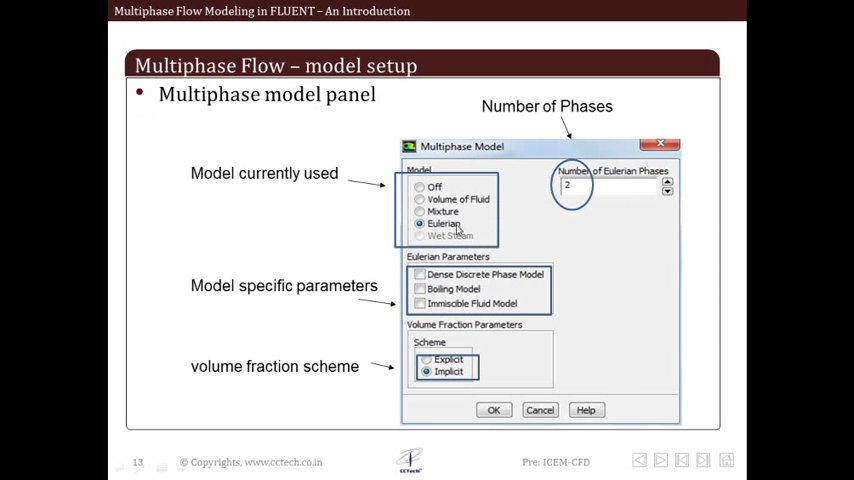 Multiphase Flow Modeling in FLUENT – An Introduction
Multiphase Flow – model setup
• Multiphase model panel
Number of Phases
Multiphase Model
Model currently used
Model
Off
Volume of Fluid
Mixture
Eulerian
Wet Steam
Number of Eulerian Phases
2
Eulerian Parameters
Model specific parameters
Dense Discrete Phase Model
Boiling Model
Immiscible Fluid Model
Volume Fraction Parameters
Scheme
volume fraction scheme
Explicit
Implicit
OK Cancel Help
13 © Copyrights, www.cctech.co.in CCTech Pre: ICEM-CFD